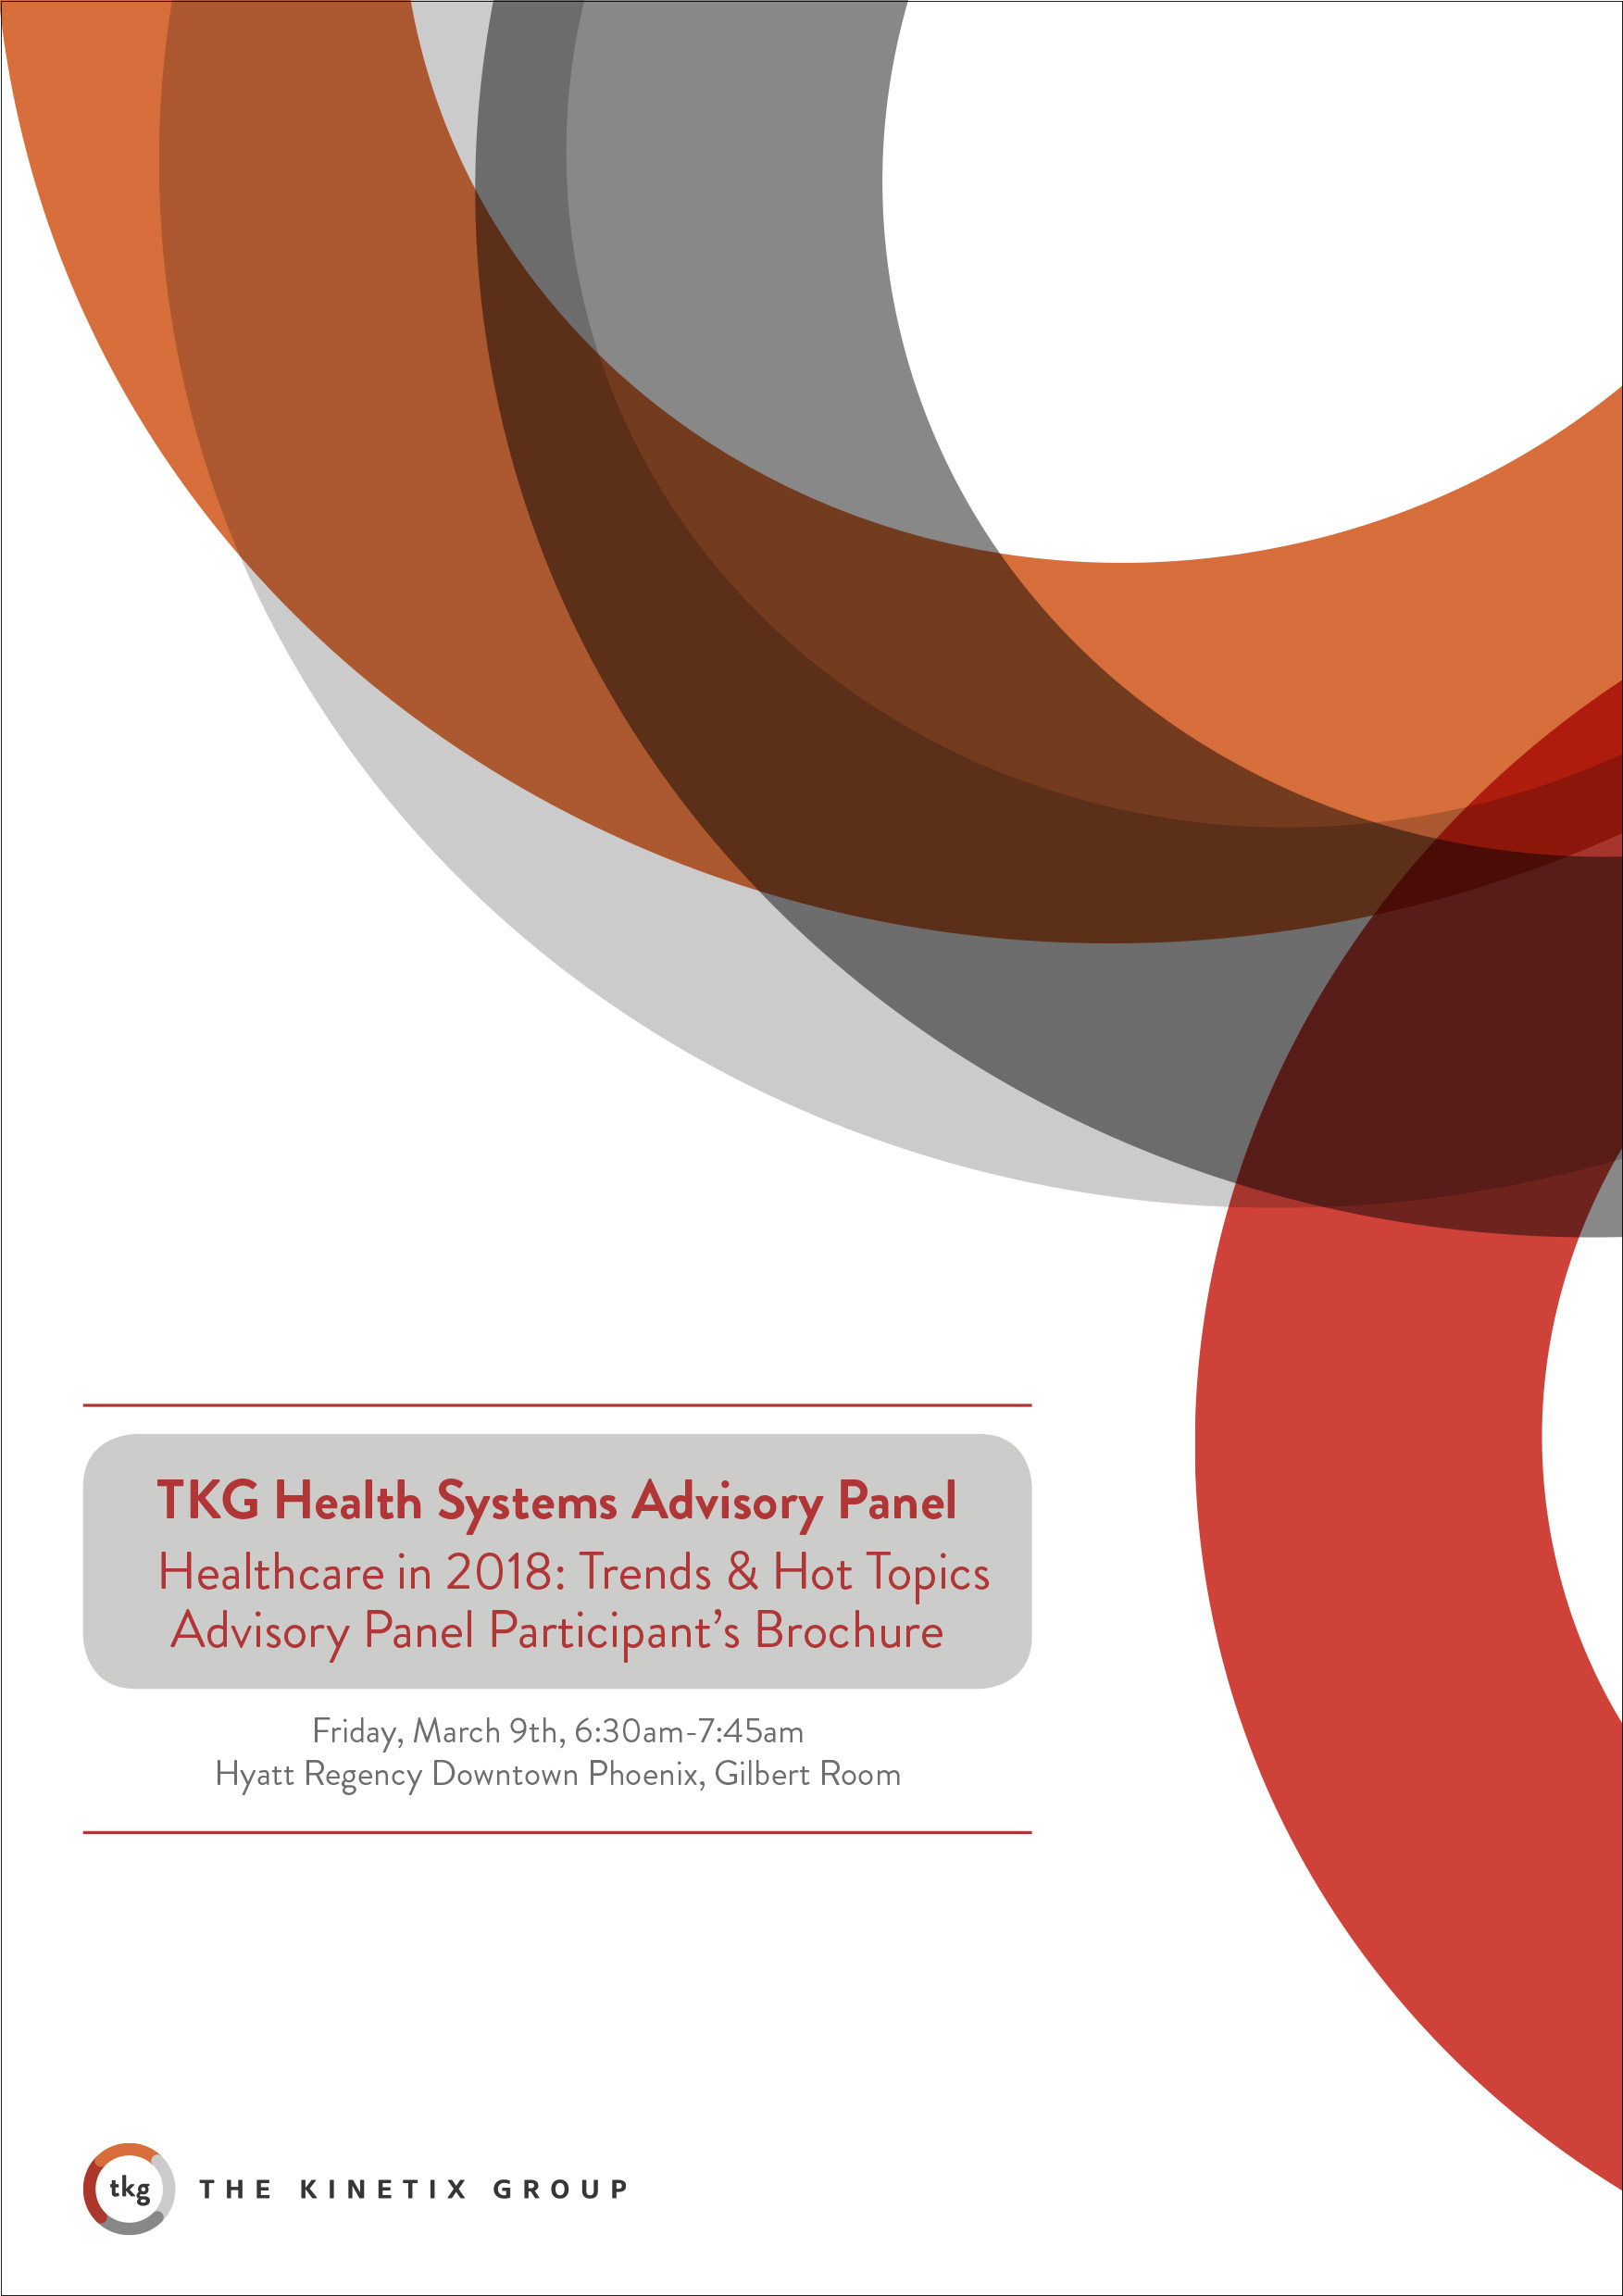 TKG Health Systems Advisory Panel
Healthcare in 2018: Trends & Hot Topics
Advisory Panel Participant’s Brochure
Friday, March 9th, 6:30am-7:45am
Hyatt Regency Downtown Phoenix, Gilbert Room
tkg THE KINETIX GROUP